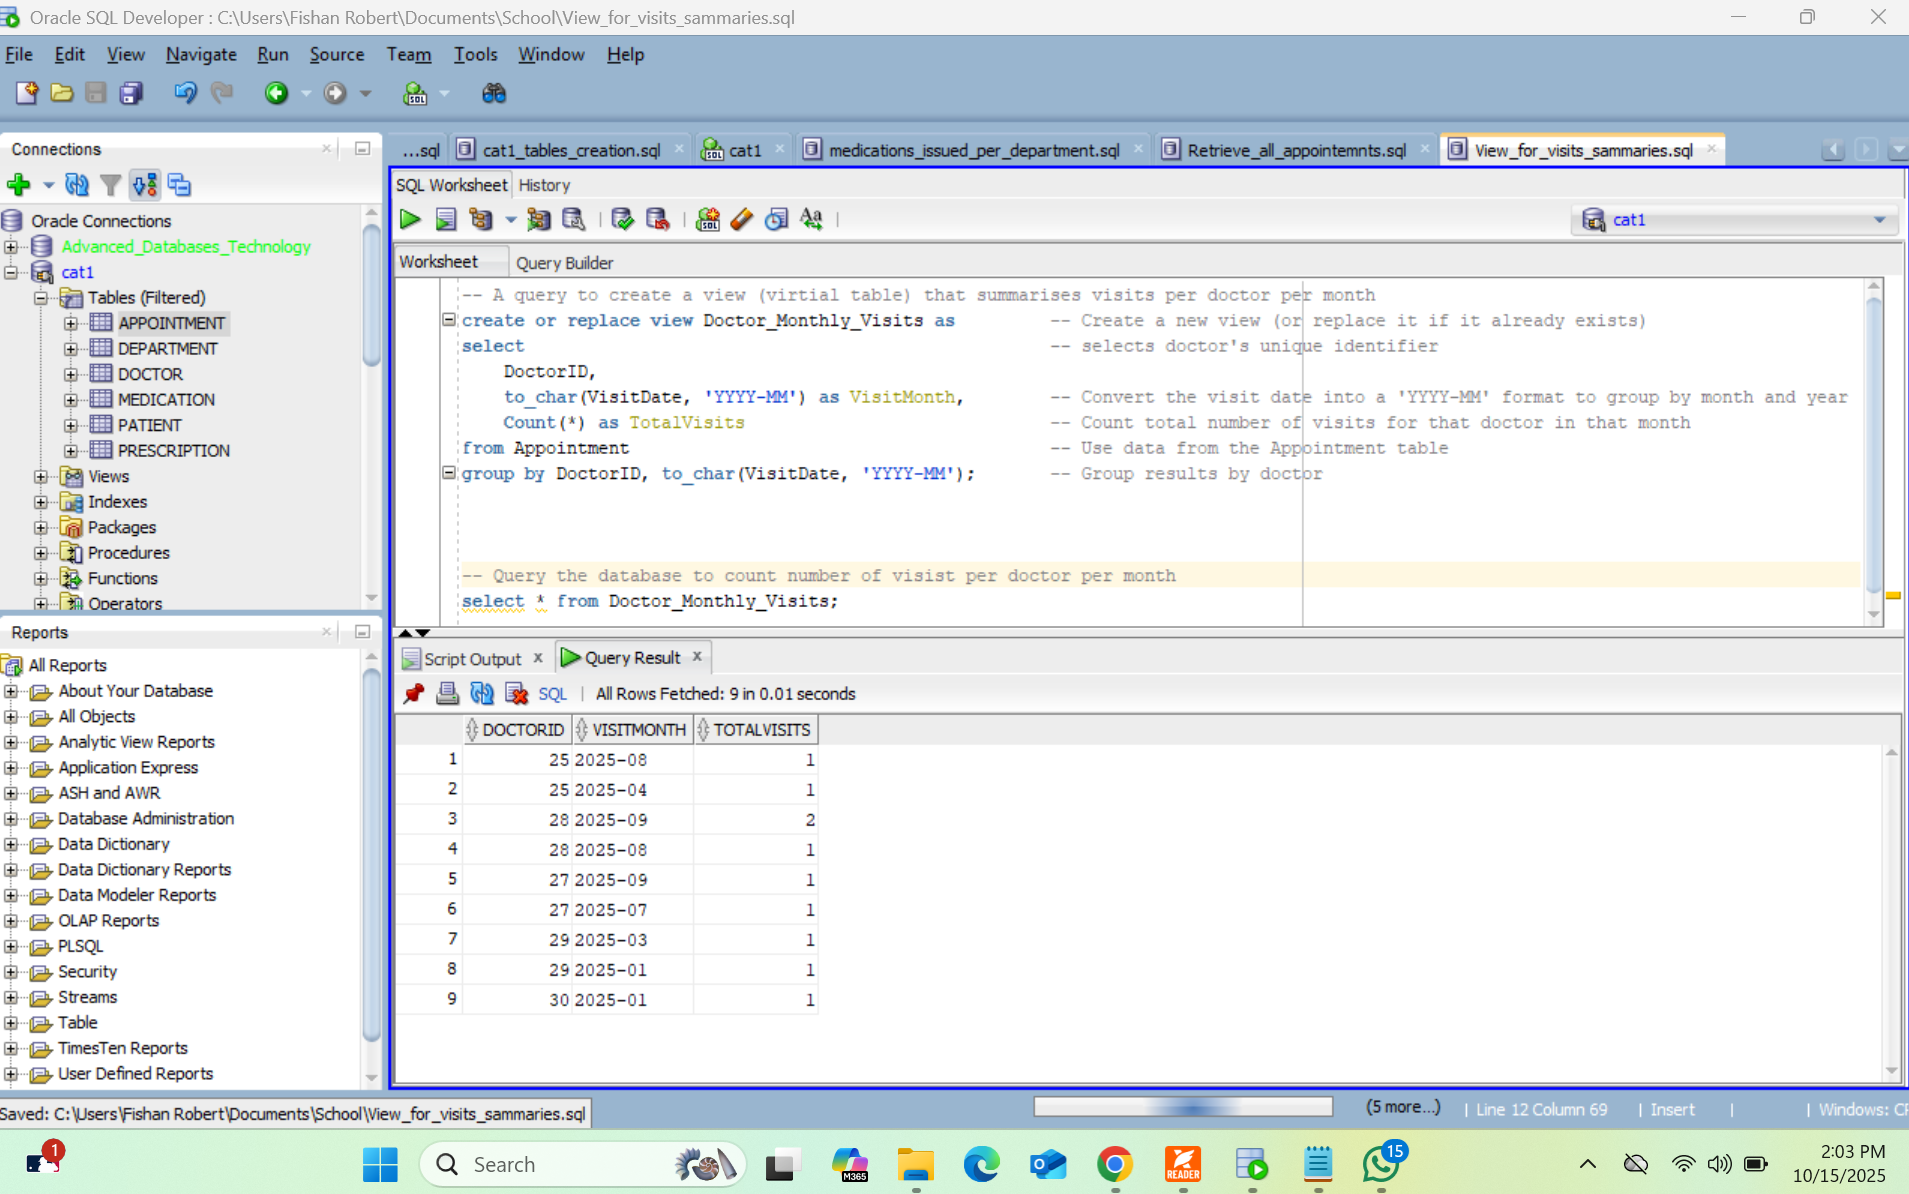 Oracle SQL Developer : C:\Users\Fishan Robert\Documents\School\View_for_visits_sammaries.sql
File Edit View Navigate Run Source Team Tools Window Help
Connections
Oracle Connections
Advanced_Databases_Technology
cat1
Tables (Filtered)
APPOINTMENT
DEPARTMENT
DOCTOR
MEDICATION
PATIENT
PRESCRIPTION
Views
Indexes
Packages
Procedures
Functions
Operators
Reports
All Reports
About Your Database
All Objects
Analytic View Reports
Application Express
ASH and AWR
Database Administration
Data Dictionary
Data Dictionary Reports
Data Modeler Reports
OLAP Reports
PLSQL
Security
Streams
Table
TimesTen Reports
User Defined Reports
...sql cat1_tables_creation.sql cat1 medications_issued_per_department.sql Retrieve_all_appointemnts.sql View_for_visits_sammaries.sql
SQL Worksheet History
cat1
Worksheet Query Builder
-- A query to create a view (virtial table) that summarises visits per doctor per month
create or replace view Doctor_Monthly_Visits as -- Create a new view (or replace it if it already exists)
select -- selects doctor's unique identifier
DoctorID,
to_char(VisitDate, 'YYYY-MM') as VisitMonth, -- Convert the visit date into a 'YYYY-MM' format to group by month and year
Count(*) as TotalVisits -- Count total number of visits for that doctor in that month
from Appointment -- Use data from the Appointment table
group by DoctorID, to_char(VisitDate, 'YYYY-MM'); -- Group results by doctor
-- Query the database to count number of visist per doctor per month
select * from Doctor_Monthly_Visits;
Script Output x Query Result x
SQL | All Rows Fetched: 9 in 0.01 seconds
DOCTORID VISITMONTH TOTALVISITS
1 25 2025-08 1
2 25 2025-04 1
3 28 2025-09 2
4 28 2025-08 1
5 27 2025-09 1
6 27 2025-07 1
7 29 2025-03 1
8 29 2025-01 1
9 30 2025-01 1
Saved: C:\Users\Fishan Robert\Documents\School\View_for_visits_sammaries.sql
(5 more...) | Line 12 Column 69 | Insert | | Windows: CR
1
Search
M365
READER
15
2:03 PM
10/15/2025